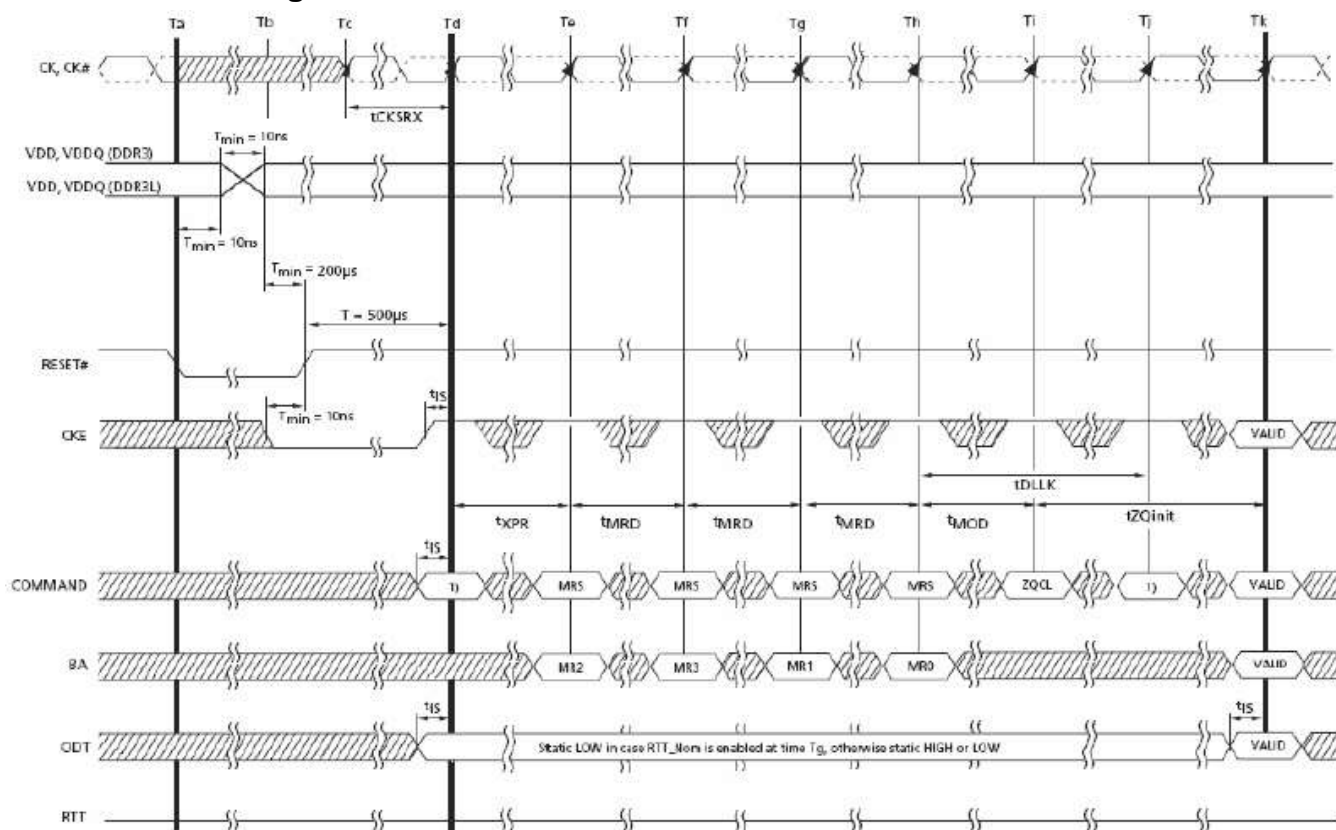 Ta Tb Tc Td Te Tf Tg Th Ti Tj Tk
CK, CK#
tCKSRX
Tmin = 10ns
VDD, VDDQ (DDR3)
VDD, VDDQ (DDR3L)
Tmin = 10ns
Tmin = 200µs
T = 500µs
RESET#
tIS
Tmin = 10ns
CKE VALID
tDLLK
tXPR tMRD tMRD tMRD tMOD tZQinit
tIS
COMMAND 1) MRS MRS MRS MRS ZQCL 1) VALID
BA MR2 MR3 MR1 MR0 VALID
tIS tIS
ODT Static LOW in case RTT_Nom is enabled at time Tg, otherwise static HIGH or LOW VALID
RTT